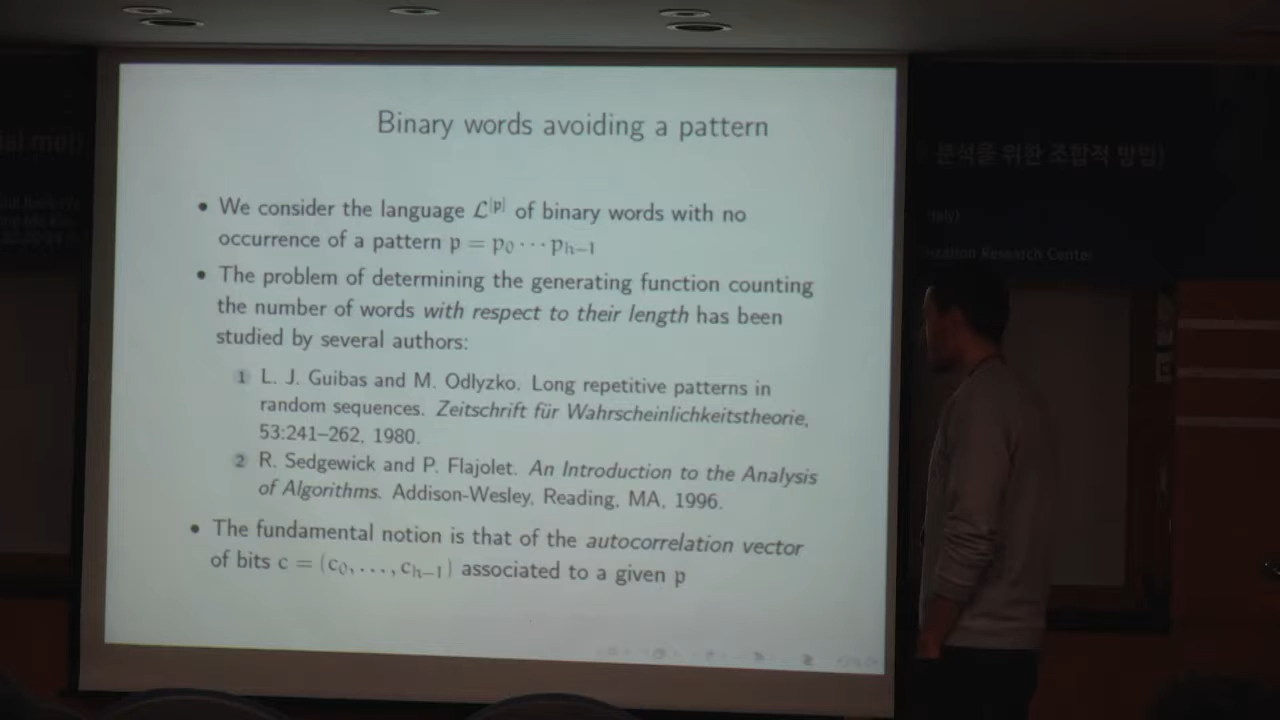 Binary words avoiding a pattern
• We consider the language 𝓛^[p] of binary words with no
occurrence of a pattern p = p₀ ⋯ pₕ₋₁
• The problem of determining the generating function counting
the number of words with respect to their length has been
studied by several authors:
1 L. J. Guibas and M. Odlyzko. Long repetitive patterns in
random sequences. Zeitschrift für Wahrscheinlichkeitstheorie,
53:241–262, 1980.
2 R. Sedgewick and P. Flajolet. An Introduction to the Analysis
of Algorithms. Addison-Wesley, Reading, MA, 1996.
• The fundamental notion is that of the autocorrelation vector
of bits c = (c₀, . . . , cₕ₋₁) associated to a given p
분석를 위한 조합적 방법)
Italy)
Research Center